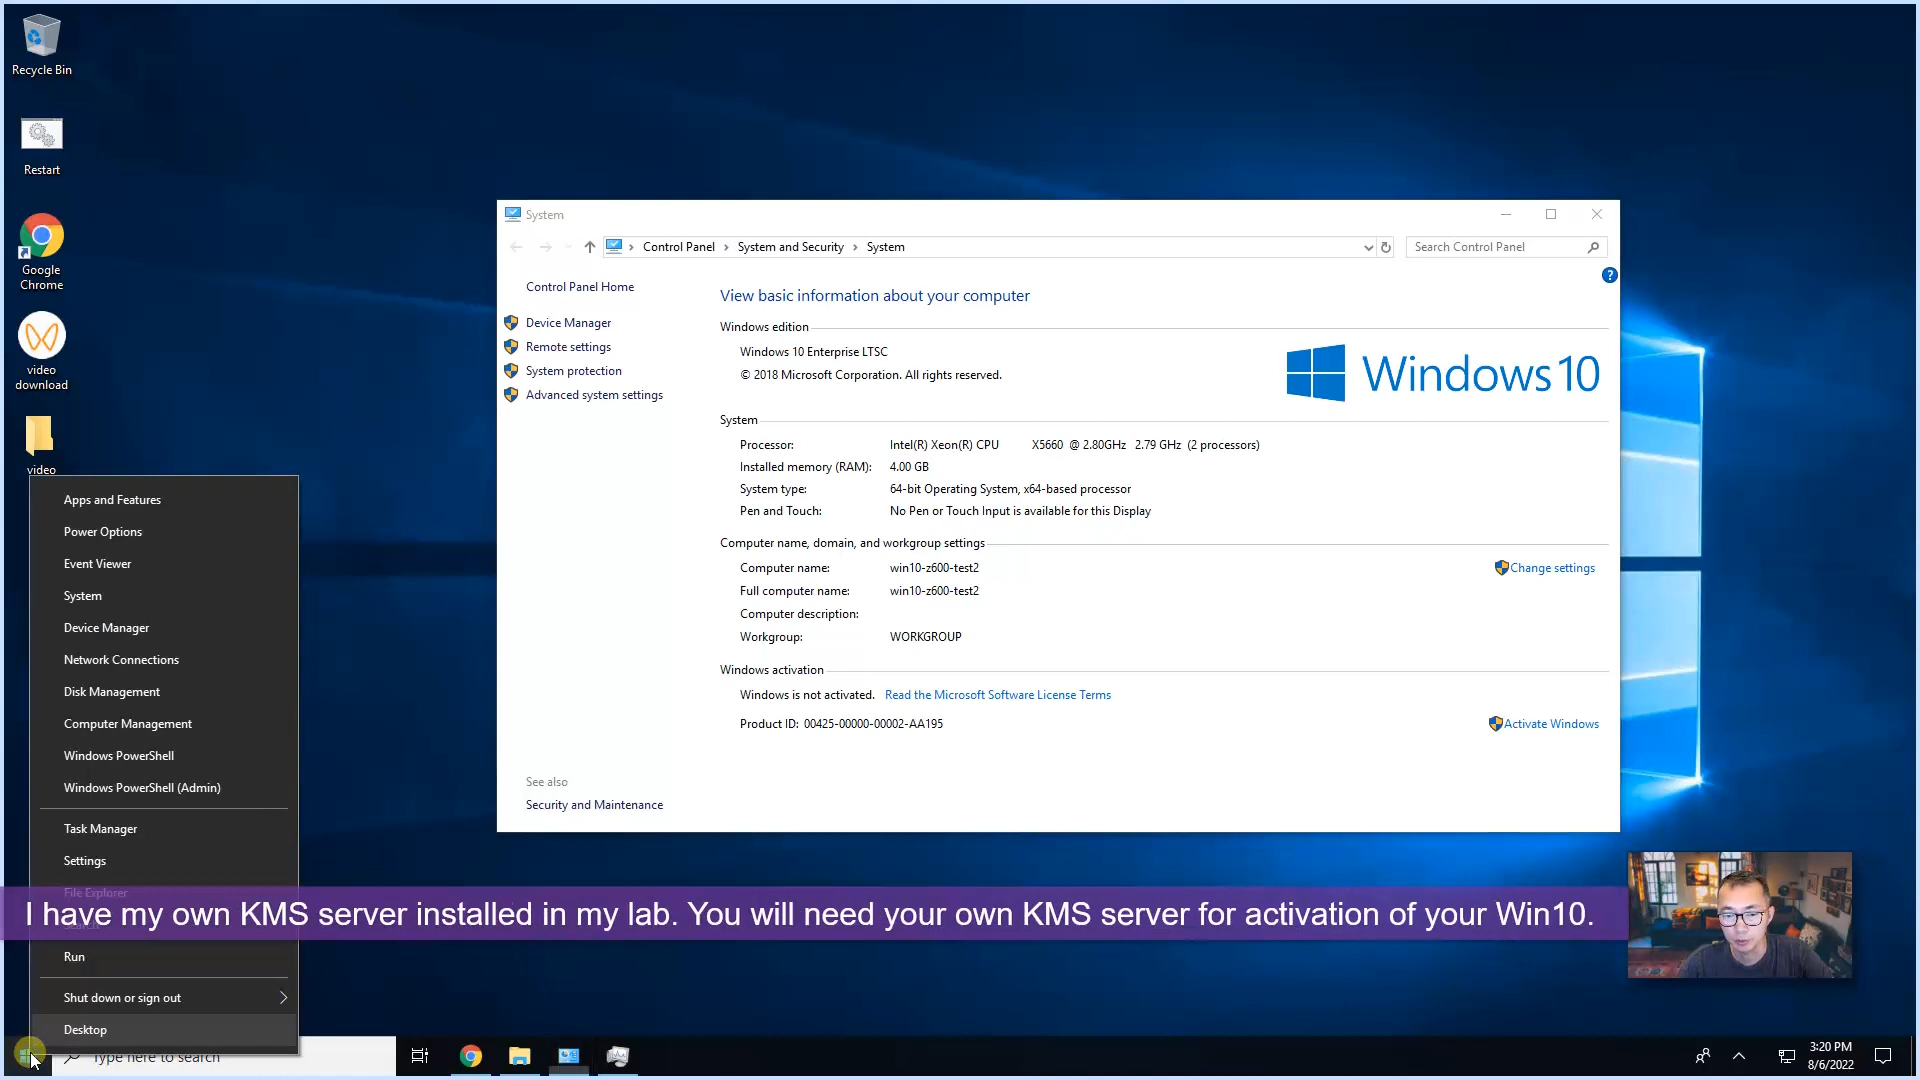 Recycle Bin
Restart
Google
Chrome
video
download
video
System
Control Panel > System and Security > System
Search Control Panel
?
Control Panel Home
Device Manager
Remote settings
System protection
Advanced system settings
See also
Security and Maintenance
View basic information about your computer
Windows edition
Windows 10 Enterprise LTSC
© 2018 Microsoft Corporation. All rights reserved.
Windows 10
System
Processor: Intel(R) Xeon(R) CPU X5660 @ 2.80GHz 2.79 GHz (2 processors)
Installed memory (RAM): 4.00 GB
System type: 64-bit Operating System, x64-based processor
Pen and Touch: No Pen or Touch Input is available for this Display
Computer name, domain, and workgroup settings
Computer name: win10-z600-test2
Change settings
Full computer name: win10-z600-test2
Computer description:
Workgroup: WORKGROUP
Windows activation
Windows is not activated. Read the Microsoft Software License Terms
Product ID: 00425-00000-00002-AA195
Activate Windows
Apps and Features
Power Options
Event Viewer
System
Device Manager
Network Connections
Disk Management
Computer Management
Windows PowerShell
Windows PowerShell (Admin)
Task Manager
Settings
File Explorer
I have my own KMS server installed in my lab. You will need your own KMS server for activation of your Win10.
Search
Run
Shut down or sign out
Desktop
Type here to search
3:20 PM
8/6/2022